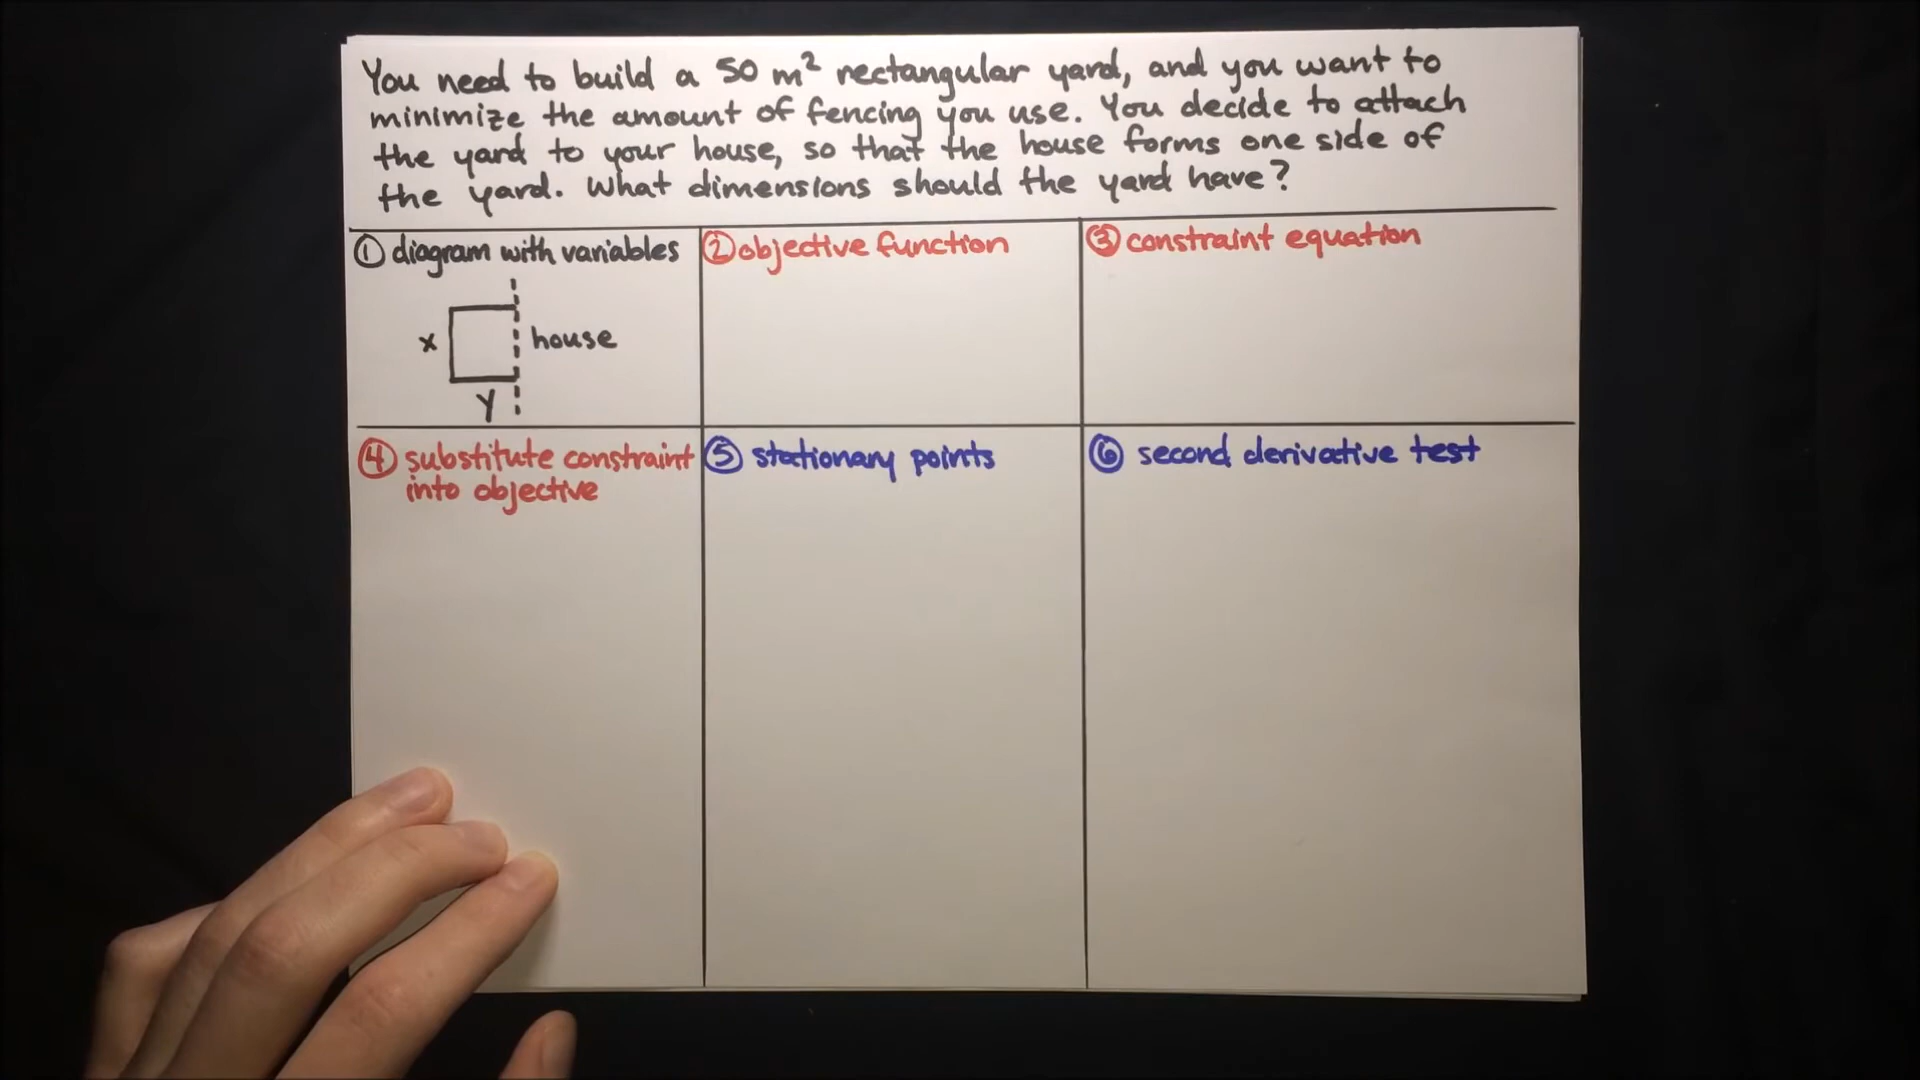 You need to build a 50 m² rectangular yard, and you want to
minimize the amount of fencing you use. You decide to attach
the yard to your house, so that the house forms one side of
the yard. What dimensions should the yard have?
① diagram with variables
x
house
y
② objective function
③ constraint equation
④ substitute constraint
into objective
⑤ stationary points
⑥ second derivative test